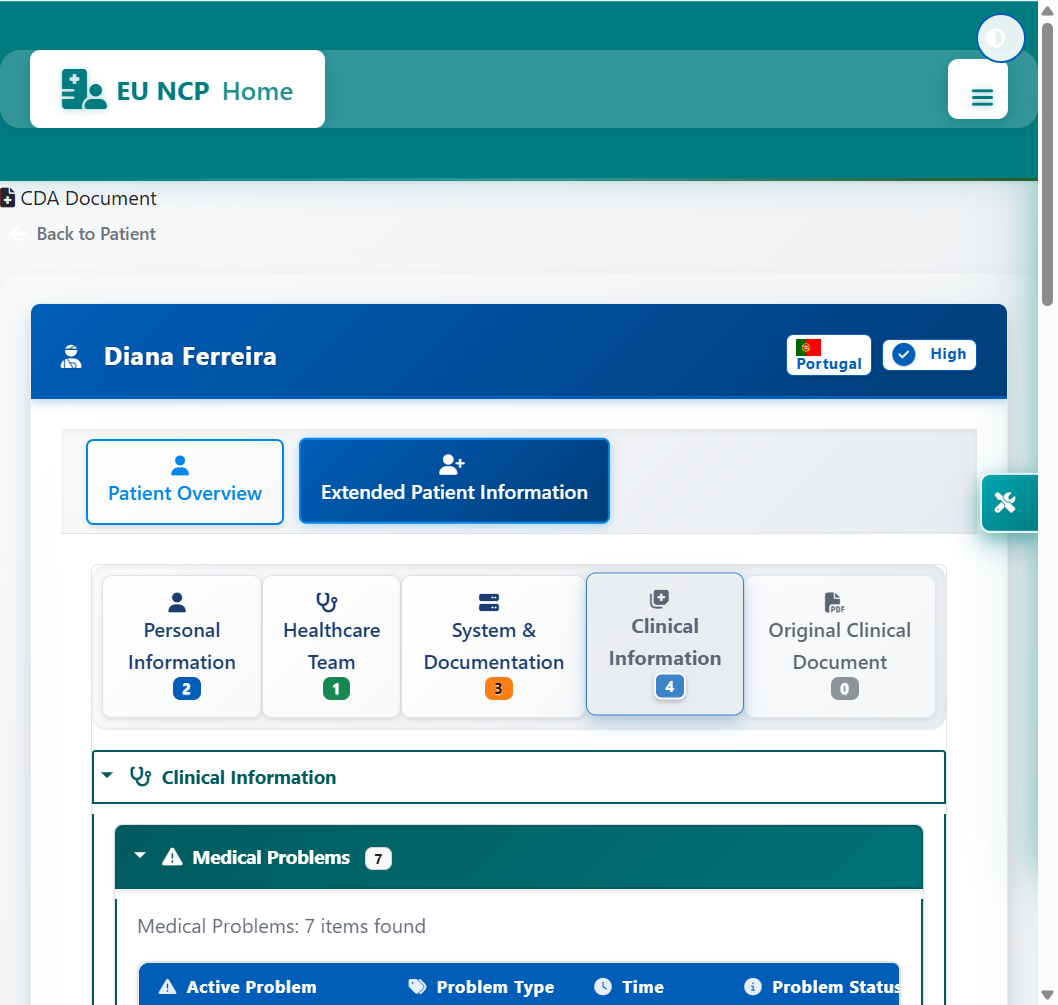 EU NCP Home
CDA Document
Back to Patient
Diana Ferreira
Portugal
High
Patient Overview
Extended Patient Information
Personal
Information
2
Healthcare
Team
1
System &
Documentation
3
Clinical
Information
4
Original Clinical
Document
0
PDF
Clinical Information
Medical Problems 7
Medical Problems: 7 items found
Active Problem Problem Type Time Problem Status